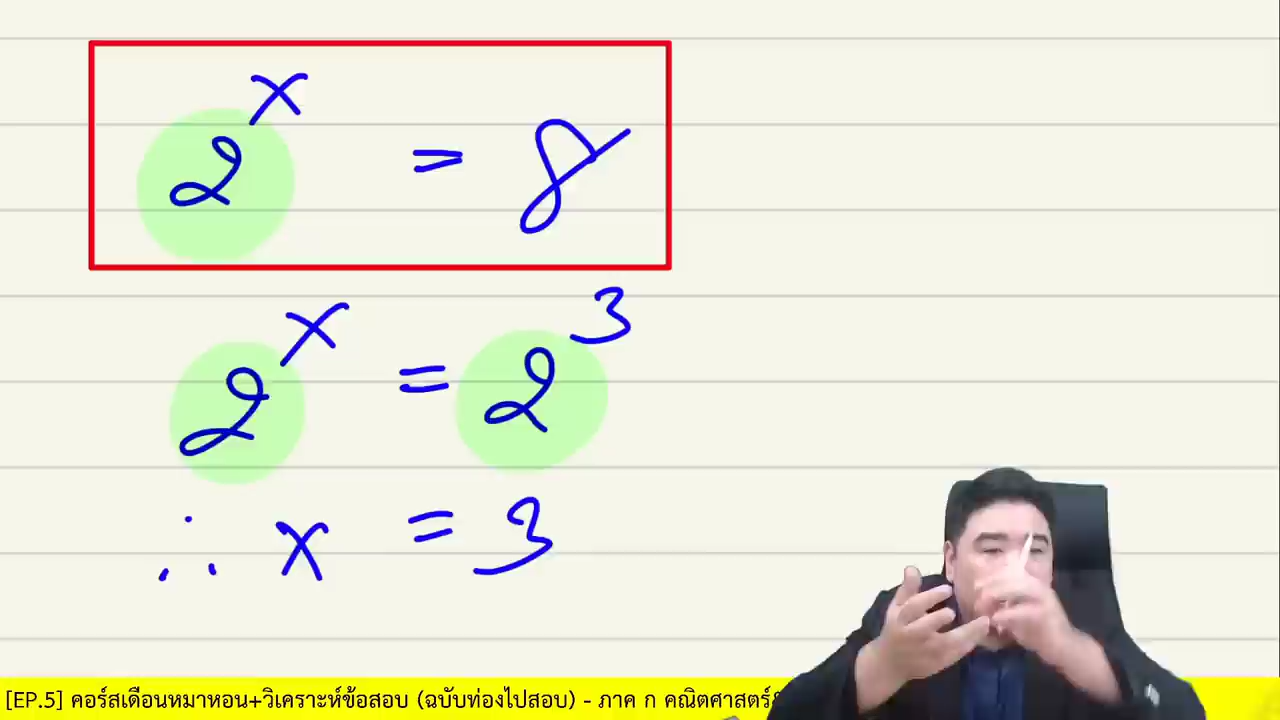 2^x = 8
2^x = 2^3
∴ x = 3
[EP.5] คอร์สเดือนหมาหอน+วิเคราะห์ข้อสอบ (ฉบับท่องไปสอบ) - ภาค ก คณิตศาสตร์